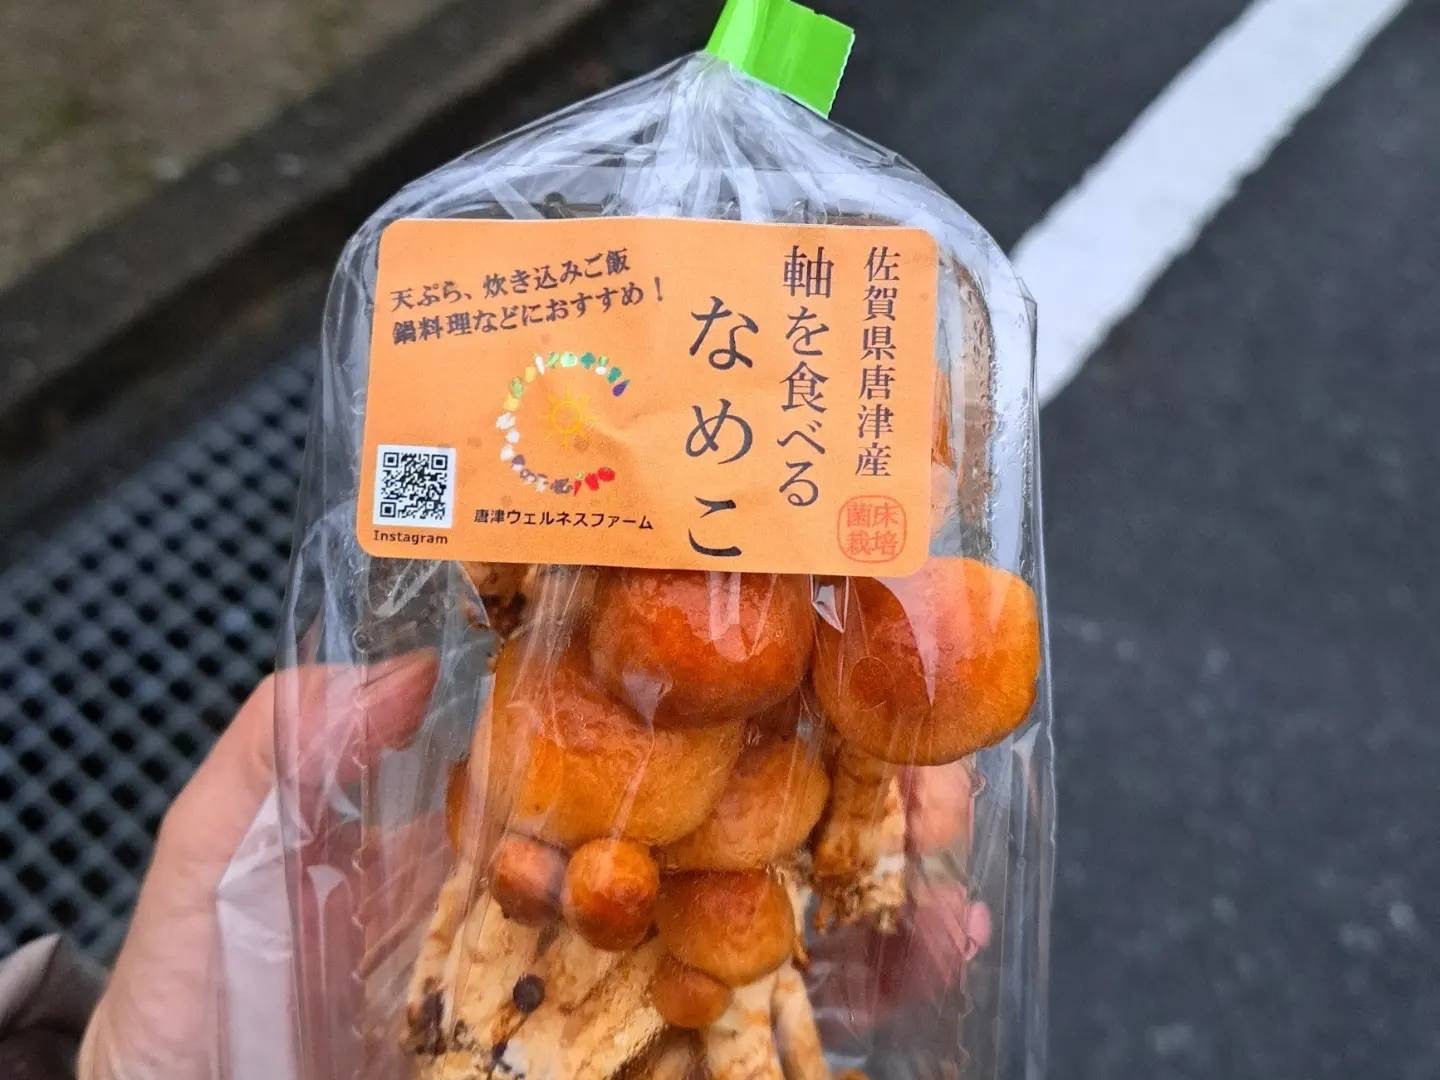 佐賀県唐津産
菌床
栽培
軸を食べる
なめこ
天ぷら、炊き込みご飯
鍋料理などにおすすめ！
唐津ウェルネスファーム
Instagram